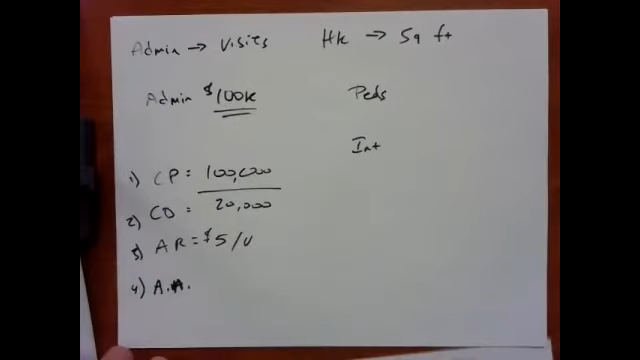 Admin → Visits
Hk → Sq ft
Admin $100k
Peds
Int
1) CP = 100,000
2) CD = 20,000
3) AR = $5/V
4) A.A.